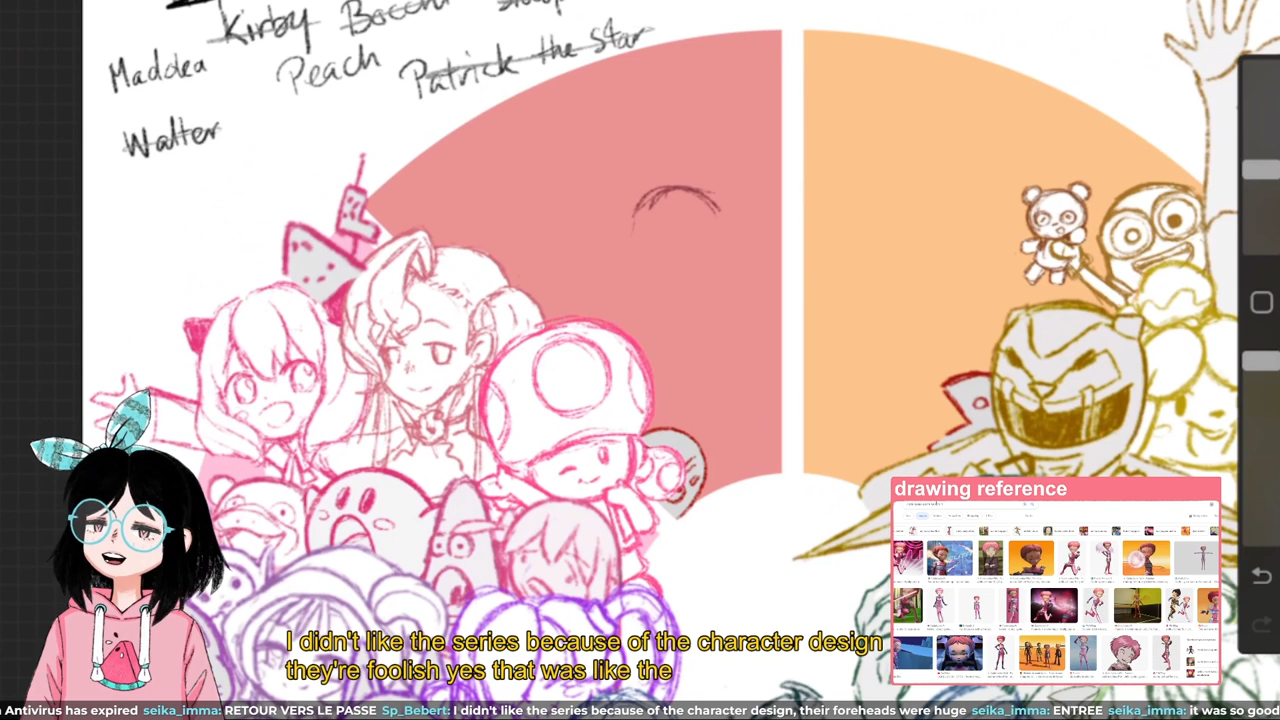 Kirby Bocchi
Maddea Peach Patrick the Star
Walter
drawing reference
I didn't like the series because of the character design
they're foolish yes that was like the
Antivirus has expired seika_imma: RETOUR VERS LE PASSE Sp_Bebert: I didn't like the series because of the character design, their foreheads were huge seika_imma: ENTREE seika_imma: it was so good